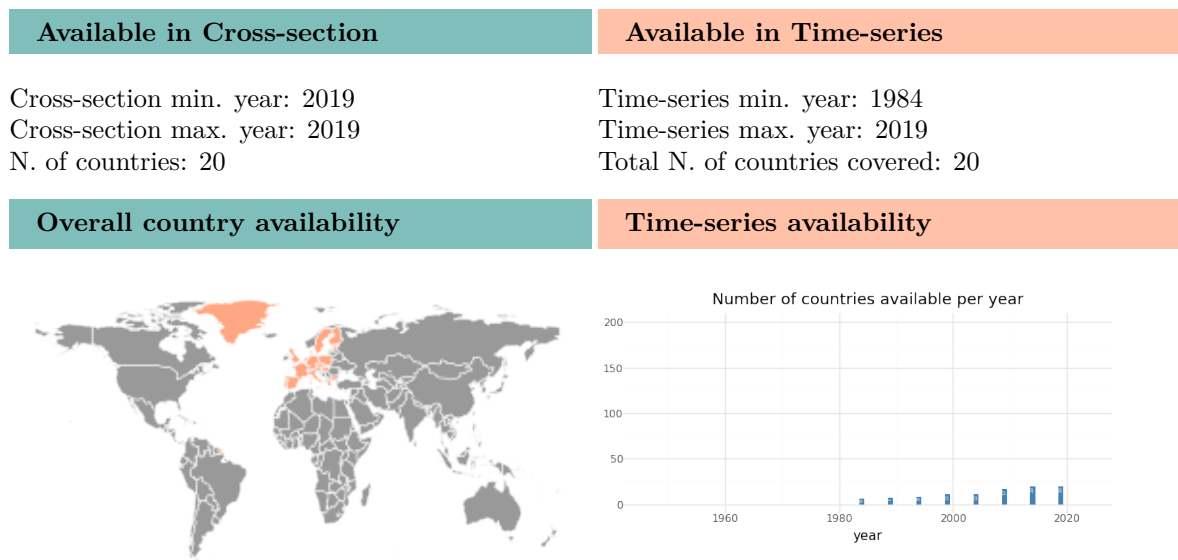 Available in Cross-section
Available in Time-series
Cross-section min. year: 2019
Cross-section max. year: 2019
N. of countries: 20
Time-series min. year: 1984
Time-series max. year: 2019
Total N. of countries covered: 20
Overall country availability
Time-series availability
Number of countries available per year
200
150
100
50
0
1960
1980
2000
2020
year